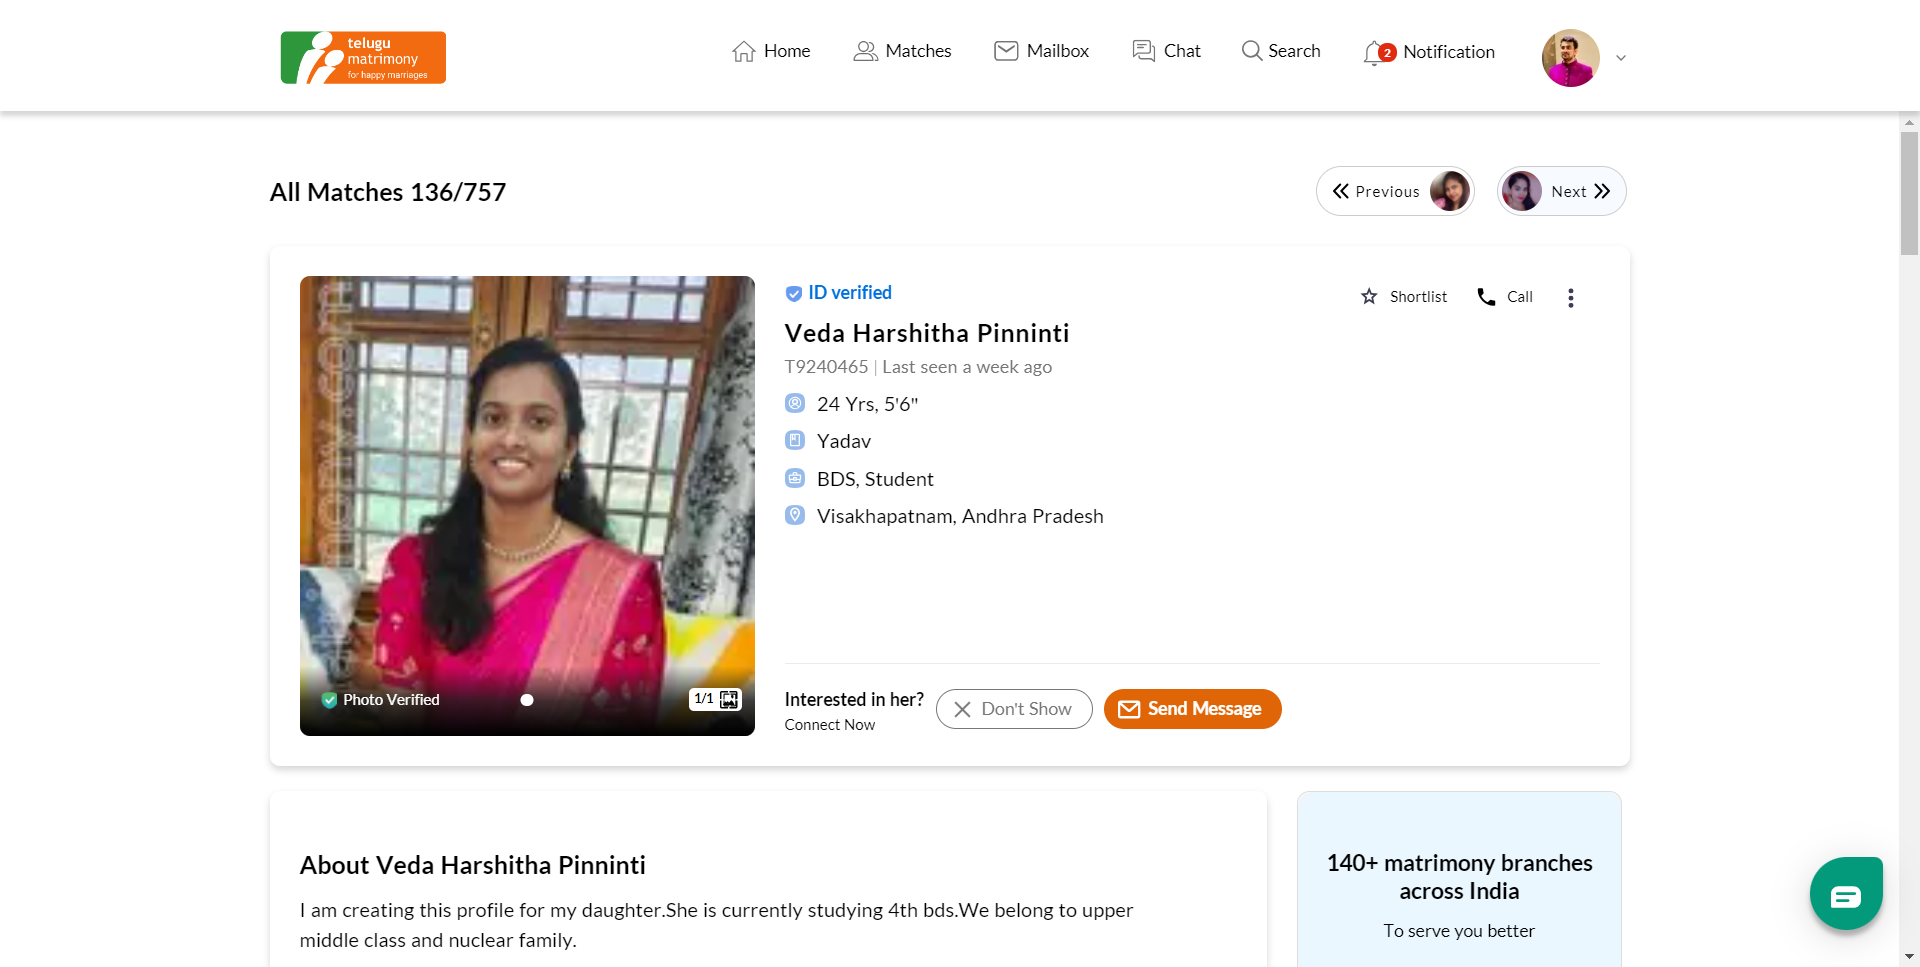 telugu
matrimony
for happy marriages
Home
Matches
Mailbox
Chat
Search
2
Notification
All Matches 136/757
Previous
Next
ID verified
Shortlist
Call
Veda Harshitha Pinninti
T9240465 | Last seen a week ago
24 Yrs, 5'6"
Yadav
BDS, Student
Visakhapatnam, Andhra Pradesh
Photo Verified
1/1
Interested in her?
Connect Now
Don't Show
Send Message
About Veda Harshitha Pinninti
I am creating this profile for my daughter.She is currently studying 4th bds.We belong to upper
middle class and nuclear family.
140+ matrimony branches
across India
To serve you better